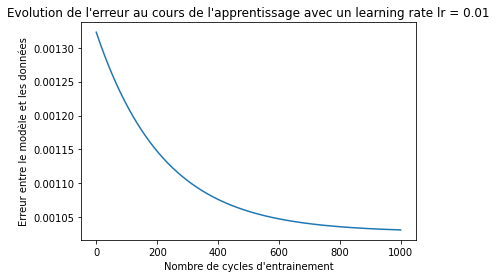 Evolution de l'erreur au cours de l'apprentissage avec un learning rate lr = 0.01
Erreur entre le modèle et les données
0.00130
0.00125
0.00120
0.00115
0.00110
0.00105
0 200 400 600 800 1000
Nombre de cycles d'entrainement